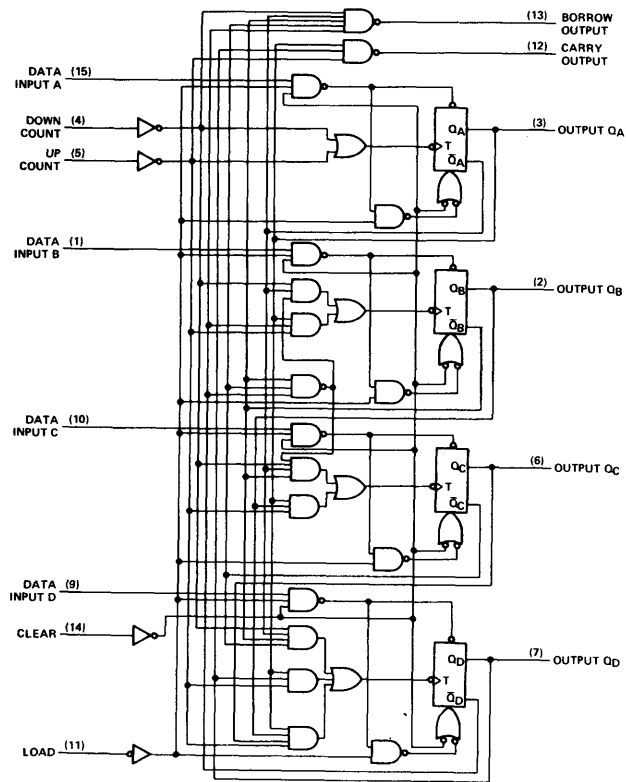 (13) BORROW OUTPUT
(12) CARRY OUTPUT
DATA INPUT A (15)
DOWN COUNT (4)
UP COUNT (5)
QA
T
Q̅A
(3) OUTPUT QA
DATA INPUT B (1)
QB
T
Q̅B
(2) OUTPUT QB
DATA INPUT C (10)
QC
T
Q̅C
(6) OUTPUT QC
DATA INPUT D (9)
CLEAR (14)
QD
T
Q̅D
(7) OUTPUT QD
LOAD (11)